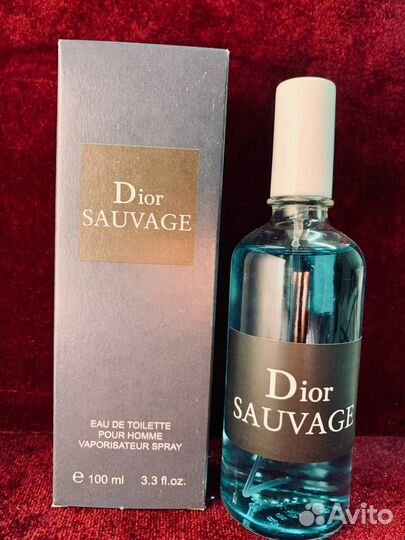 Dior
SAUVAGE
EAU DE TOILETTE
POUR HOMME
VAPORISATEUR SPRAY
℮ 100 ml 3.3 fl.oz.
Dior
SAUVAGE
Avito